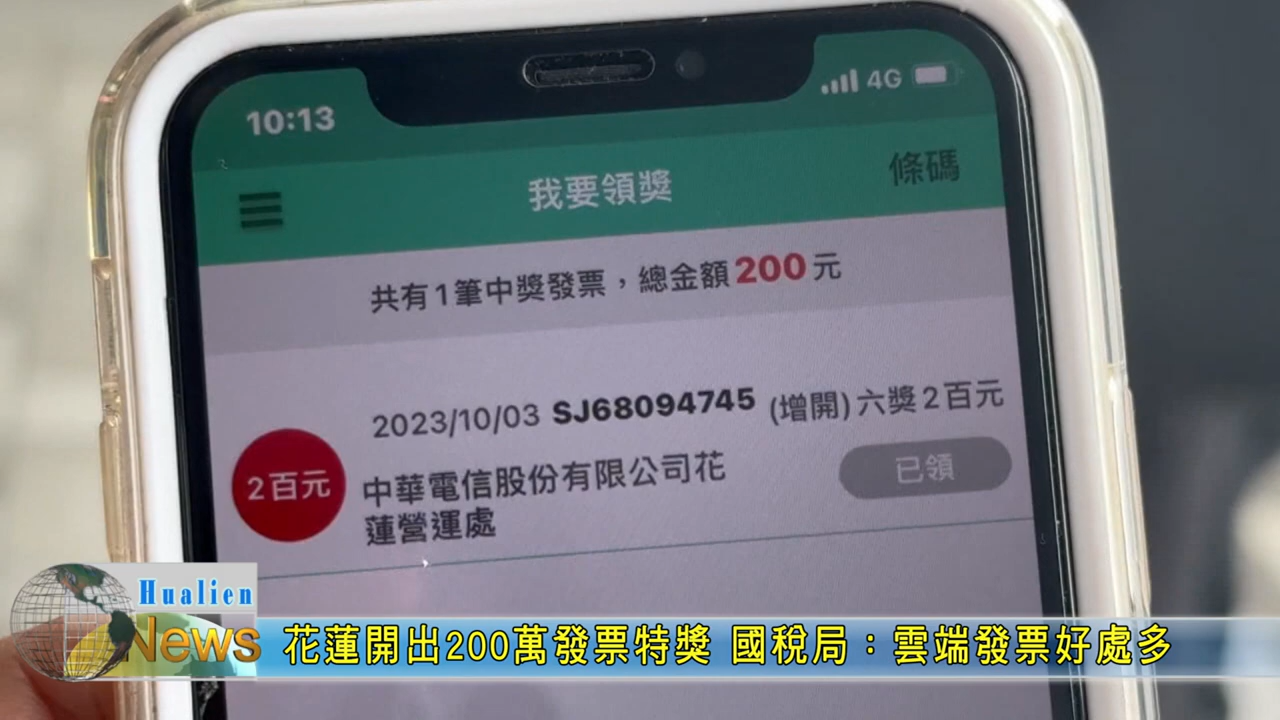 10:13
4G
我要領獎
條碼
共有1筆中獎發票，總金額200元
2023/10/03 SJ68094745 (增開)六獎2百元
2百元
中華電信股份有限公司花
蓮營運處
已領
Hualien
News
花蓮開出200萬發票特獎 國稅局：雲端發票好處多